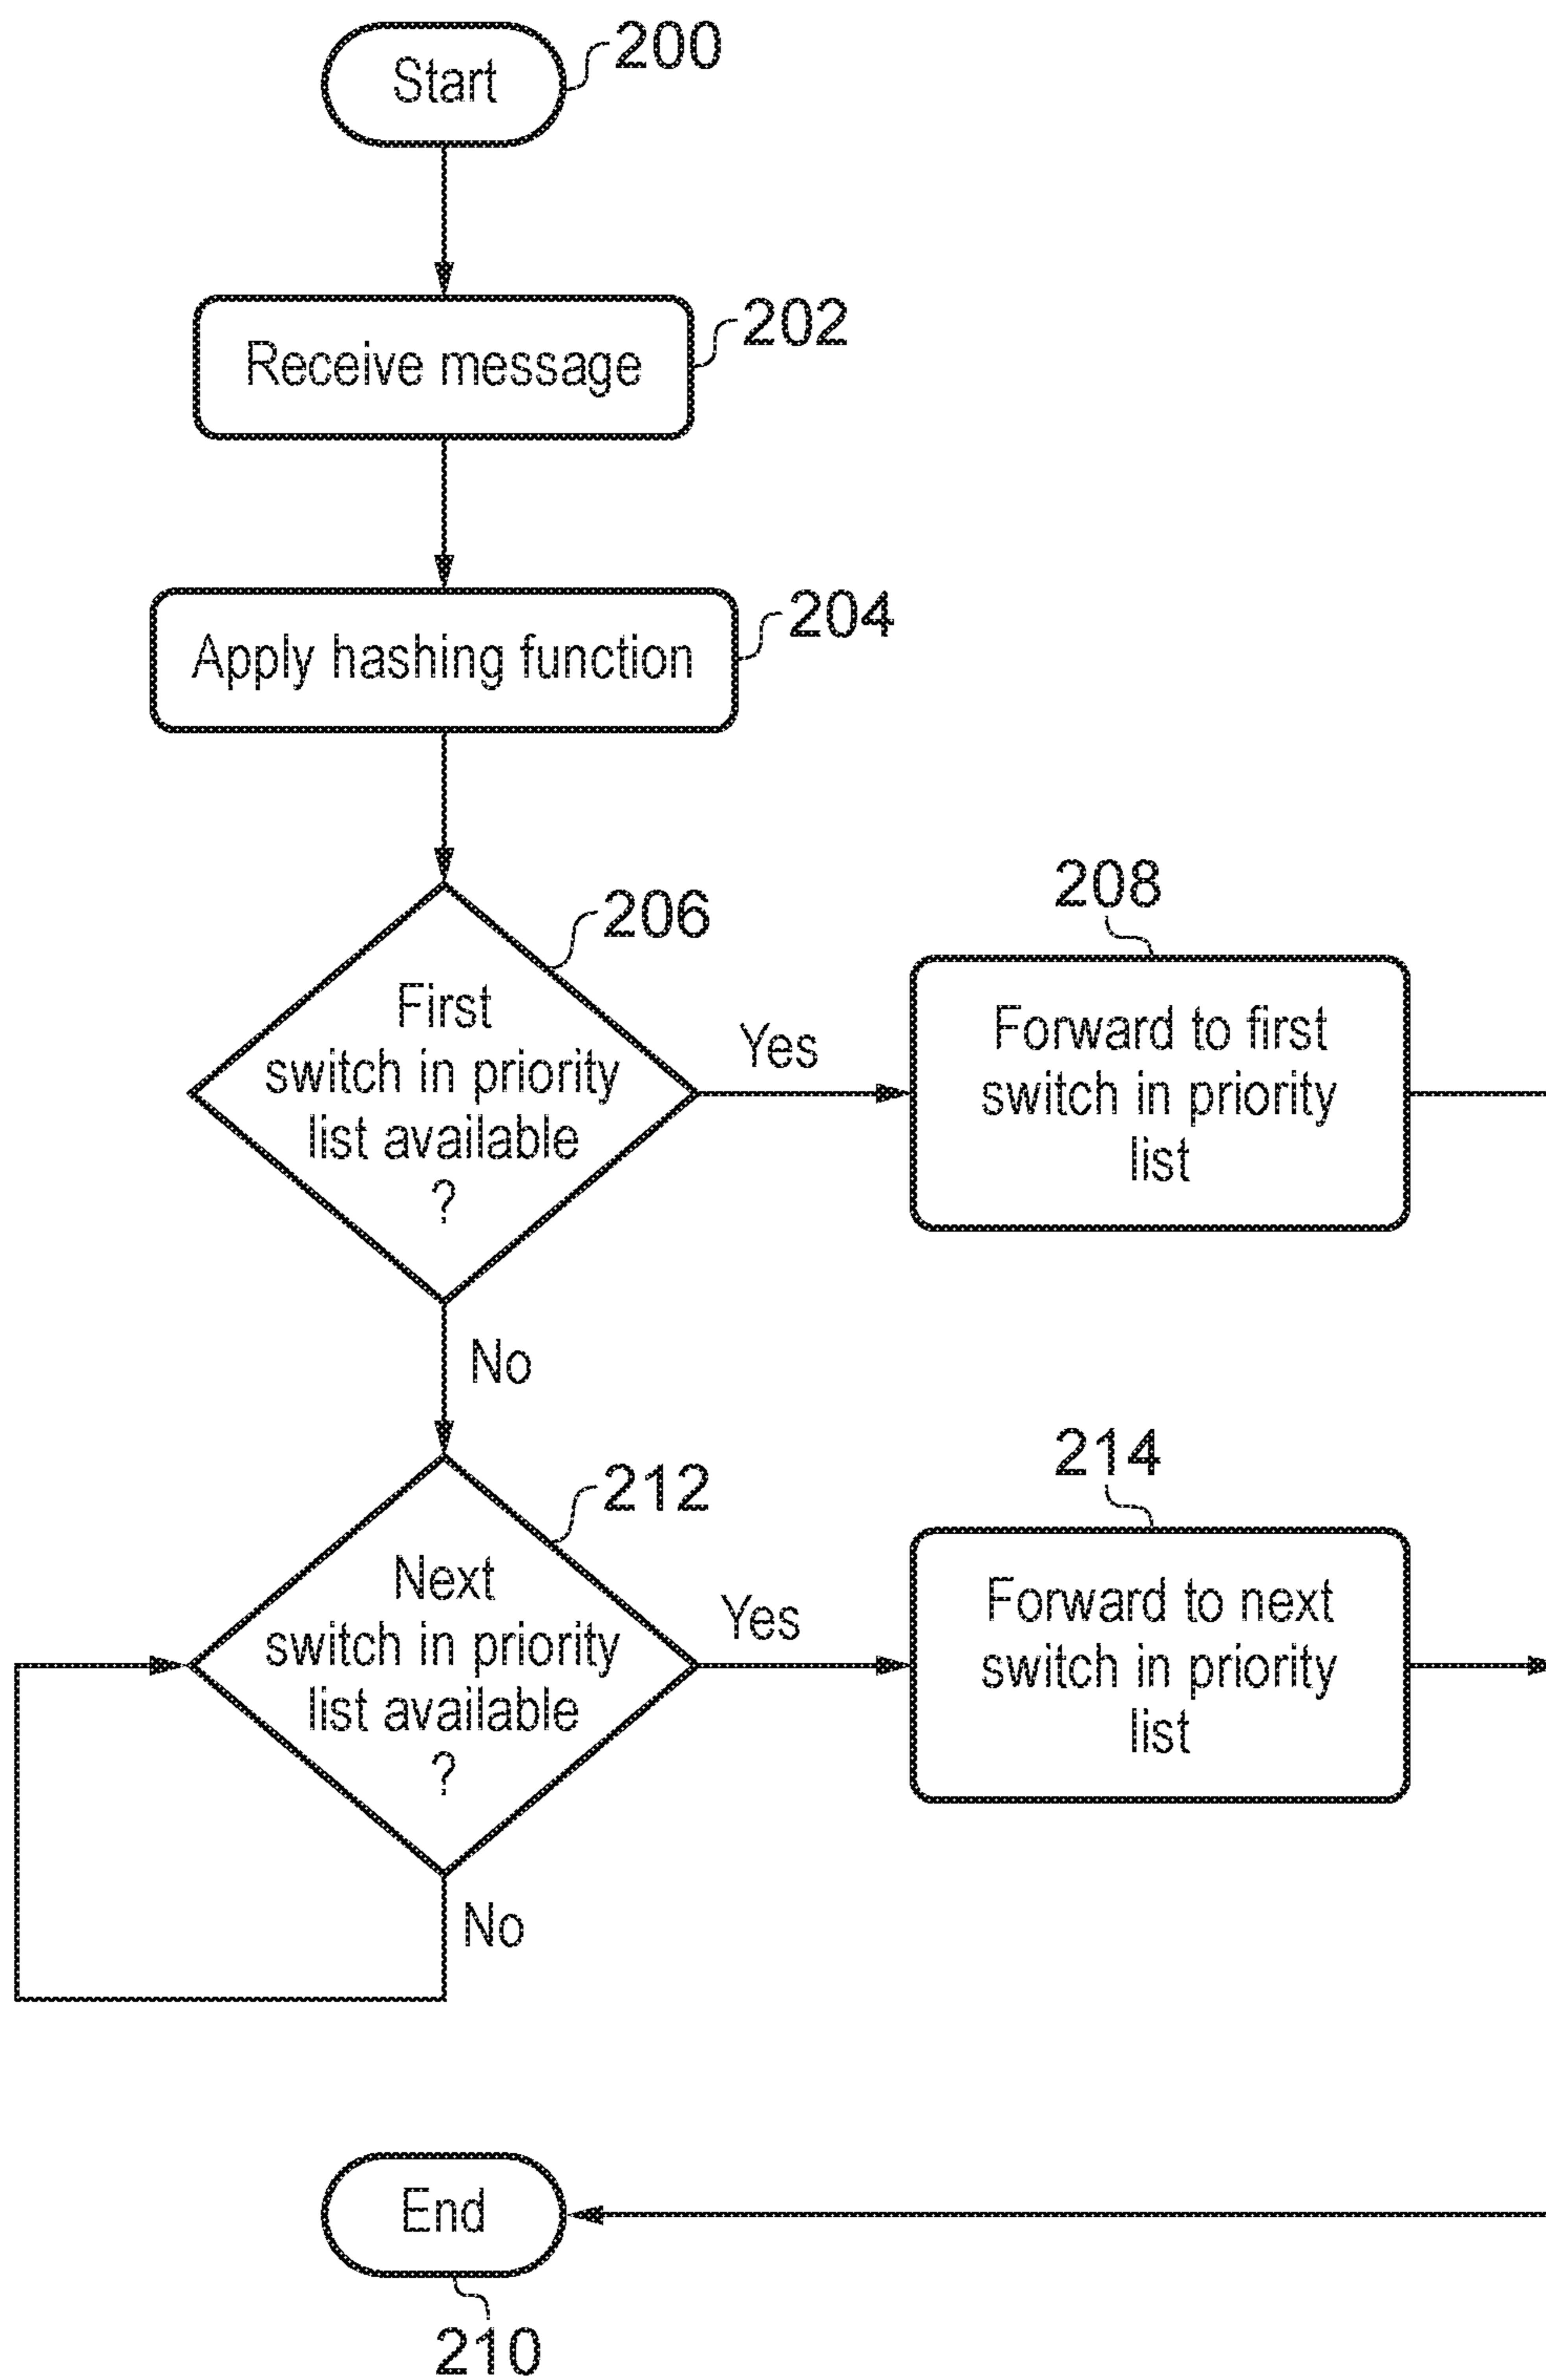 Start
200
Receive message
202
Apply hashing function
204
First
switch in priority
list available
?
206
Yes
208
Forward to first
switch in priority
list
No
Next
switch in priority
list available
?
212
Yes
214
Forward to next
switch in priority
list
No
End
210